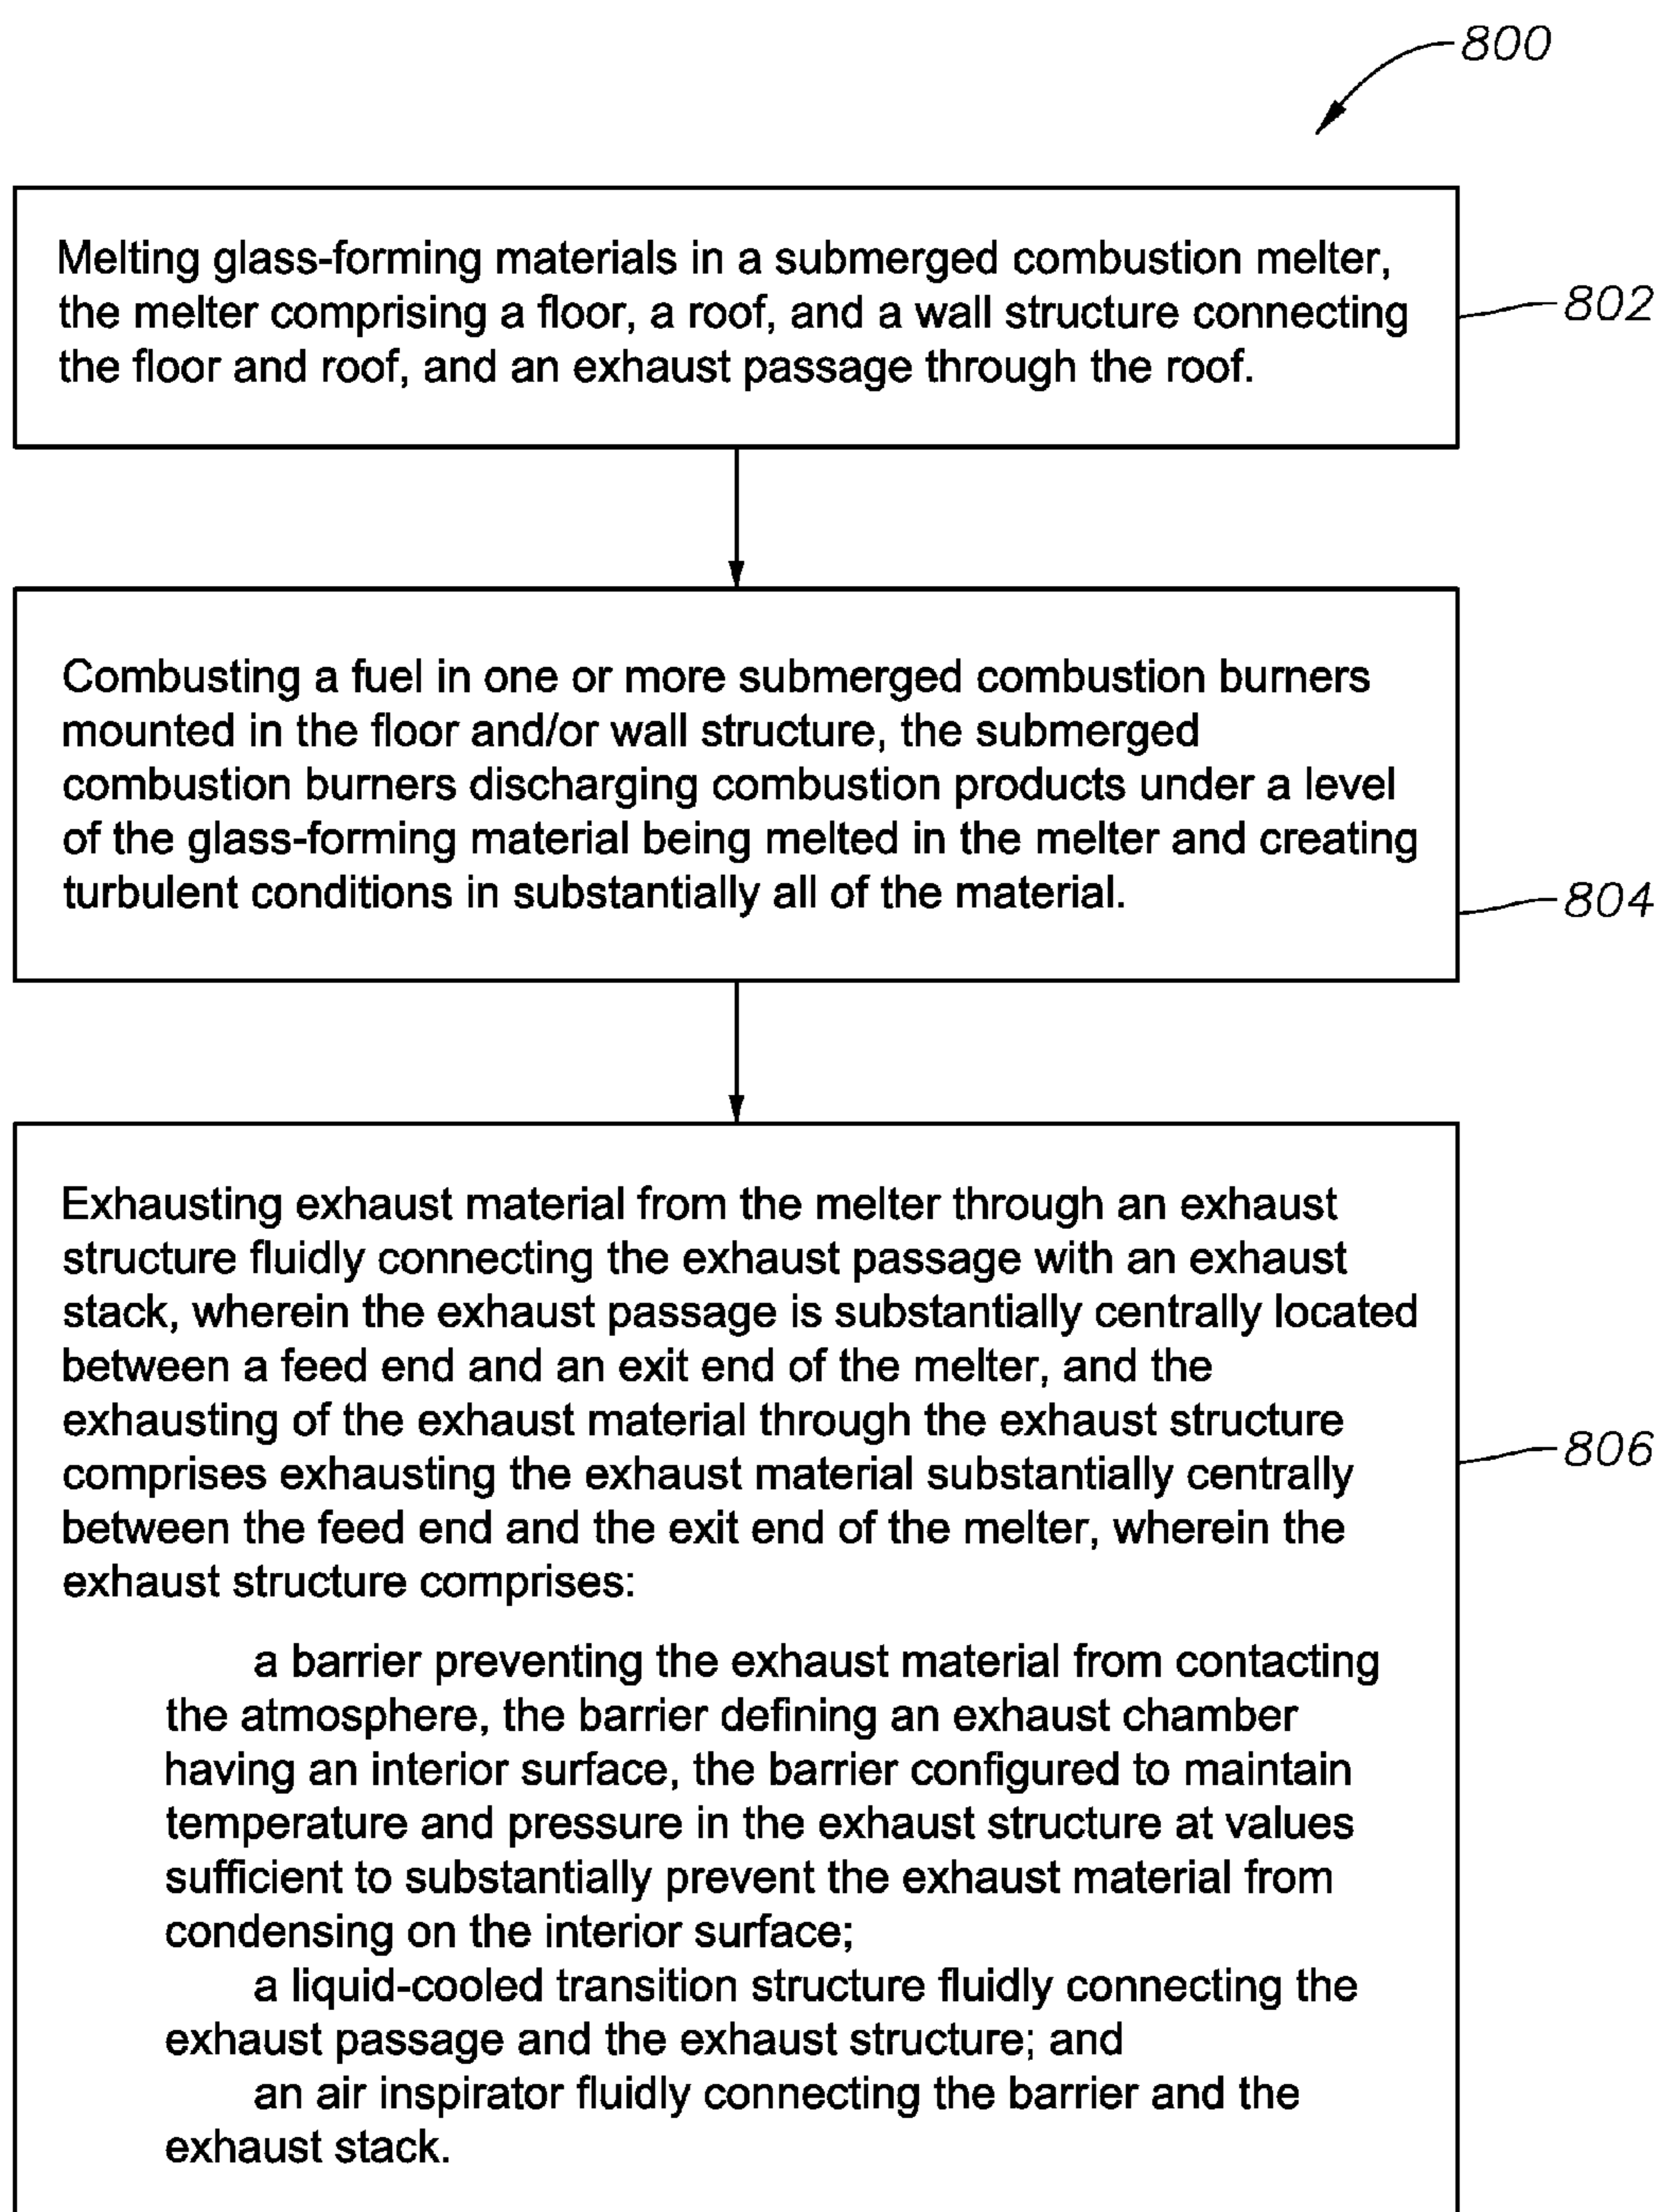 800
Melting glass-forming materials in a submerged combustion melter,
the melter comprising a floor, a roof, and a wall structure connecting
the floor and roof, and an exhaust passage through the roof.
802
Combusting a fuel in one or more submerged combustion burners
mounted in the floor and/or wall structure, the submerged
combustion burners discharging combustion products under a level
of the glass-forming material being melted in the melter and creating
turbulent conditions in substantially all of the material.
804
Exhausting exhaust material from the melter through an exhaust
structure fluidly connecting the exhaust passage with an exhaust
stack, wherein the exhaust passage is substantially centrally located
between a feed end and an exit end of the melter, and the
exhausting of the exhaust material through the exhaust structure
comprises exhausting the exhaust material substantially centrally
between the feed end and the exit end of the melter, wherein the
exhaust structure comprises:
806
a barrier preventing the exhaust material from contacting
the atmosphere, the barrier defining an exhaust chamber
having an interior surface, the barrier configured to maintain
temperature and pressure in the exhaust structure at values
sufficient to substantially prevent the exhaust material from
condensing on the interior surface;
a liquid-cooled transition structure fluidly connecting the
exhaust passage and the exhaust structure; and
an air inspirator fluidly connecting the barrier and the
exhaust stack.